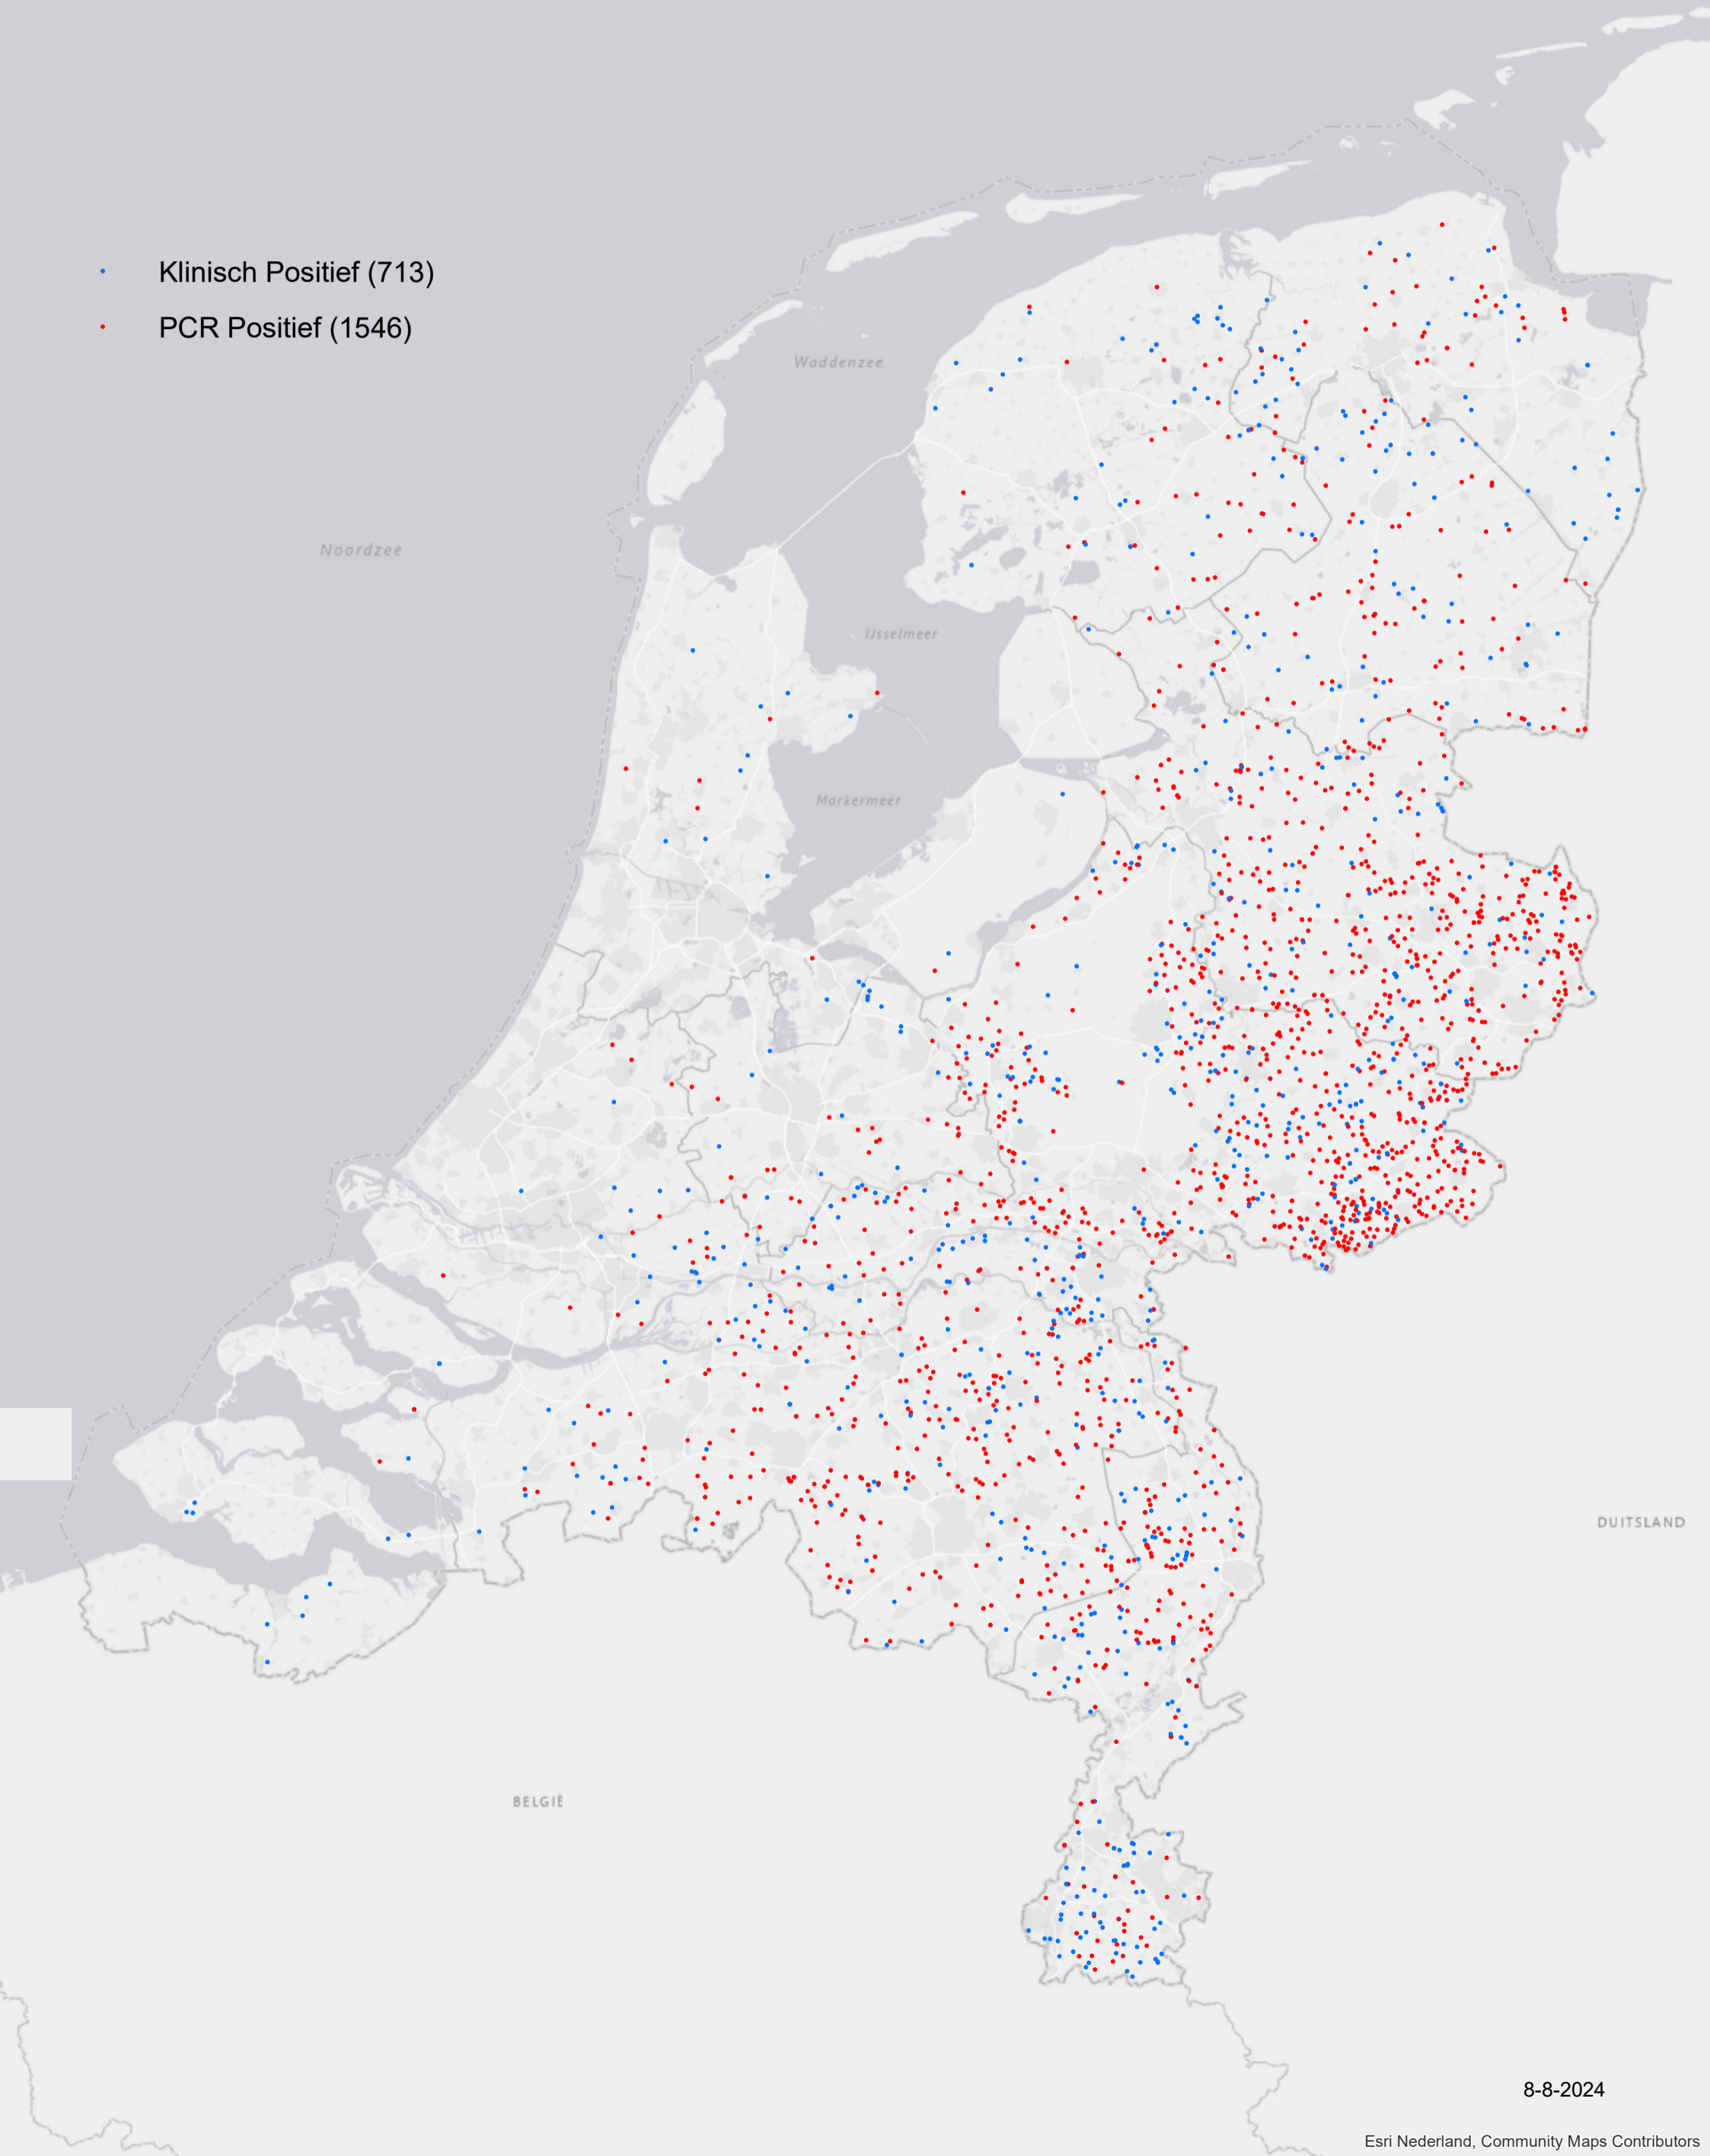 Klinisch Positief (713)
PCR Positief (1546)
Waddenzee
Noordzee
IJsselmeer
Markermeer
DUITSLAND
BELGIË
8-8-2024
Esri Nederland, Community Maps Contributors